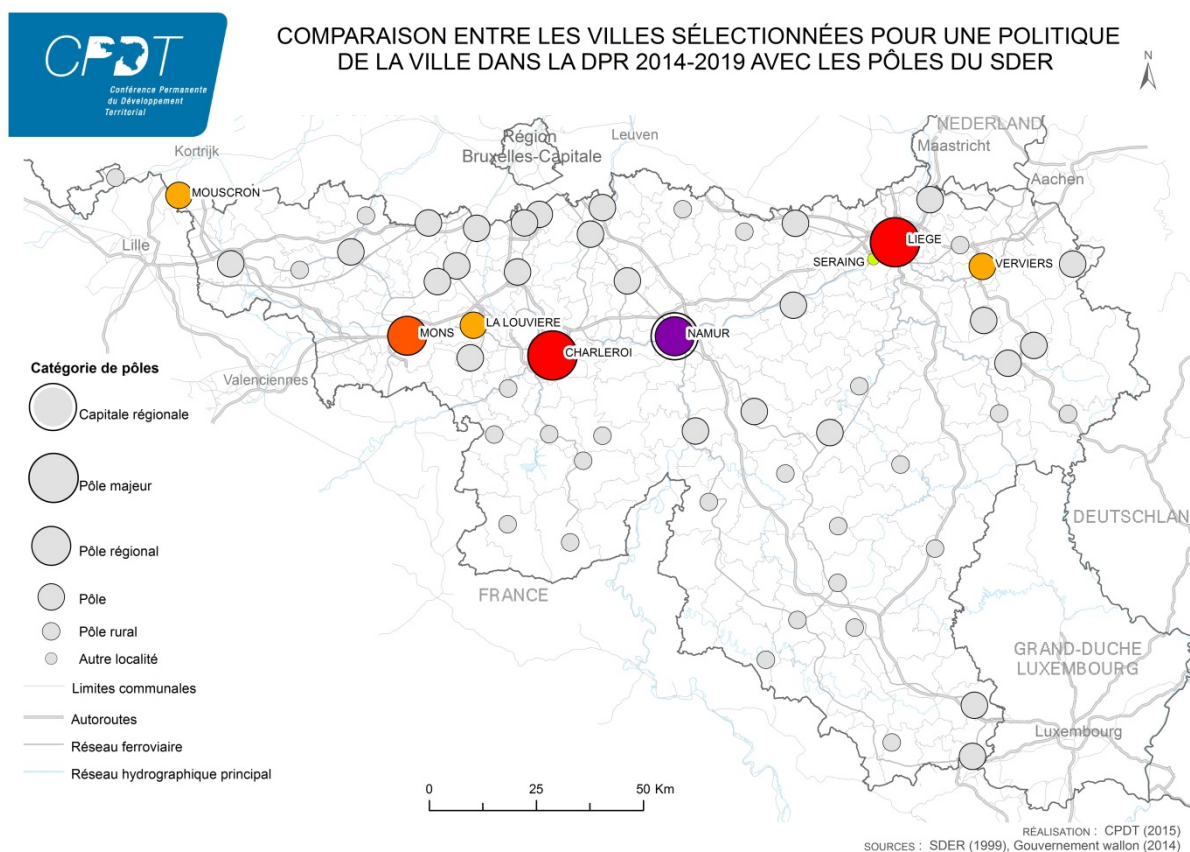 CPDT
Conférence Permanente
du Développement
Territorial
COMPARAISON ENTRE LES VILLES SÉLECTIONNÉES POUR UNE POLITIQUE
DE LA VILLE DANS LA DPR 2014-2019 AVEC LES PÔLES DU SDER
N
Kortrijk
Région
Bruxelles-Capitale
Leuven
NEDERLAND
Maastricht
Aachen
MOUSCRON
Lille
LIEGE
SERAING
VERVIERS
MONS
LA LOUVIERE
CHARLEROI
NAMUR
Valenciennes
Catégorie de pôles
Capitale régionale
Pôle majeur
Pôle régional
Pôle
Pôle rural
Autre localité
Limites communales
Autoroutes
Réseau ferroviaire
Réseau hydrographique principal
FRANCE
DEUTSCHLAN
GRAND-DUCHE
LUXEMBOURG
Luxembourg
0 25 50 Km
RÉALISATION : CPDT (2015)
SOURCES : SDER (1999), Gouvernement wallon (2014)